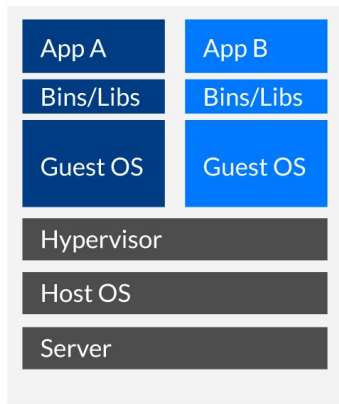 App A
App B
Bins/Libs
Bins/Libs
Guest OS
Guest OS
Hypervisor
Host OS
Server